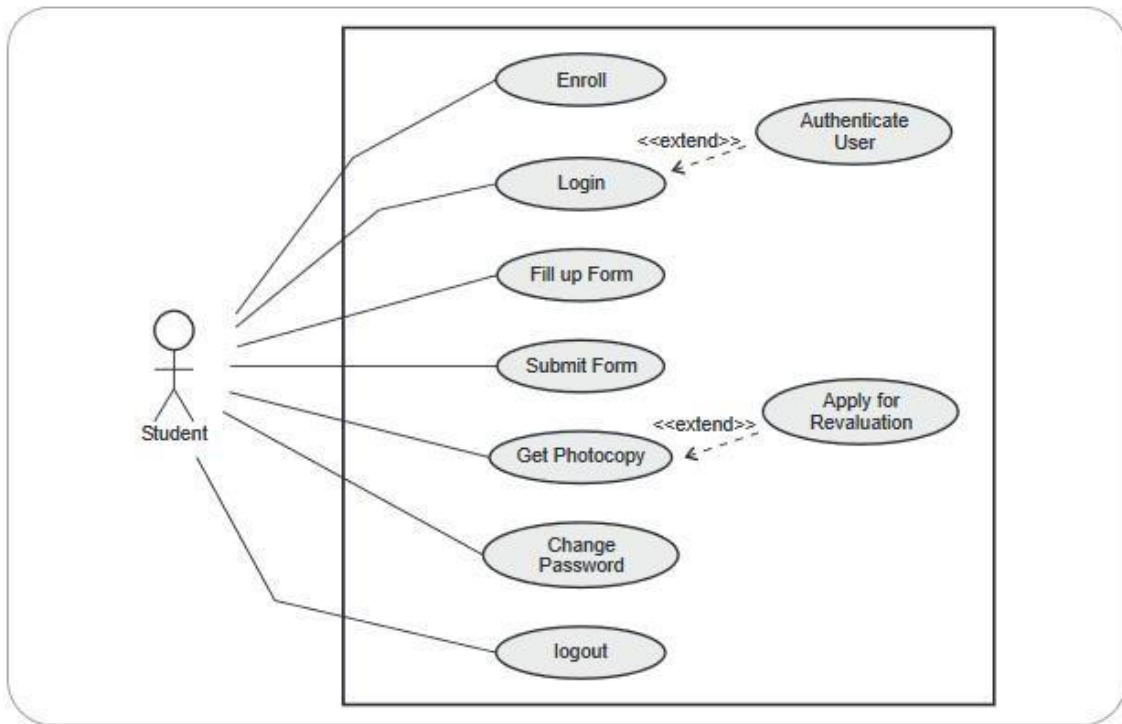 Enroll
Authenticate
User
<<extend>>
Login
Fill up Form
Submit Form
Apply for
Revaluation
<<extend>>
Student
Get Photocopy
Change
Password
logout